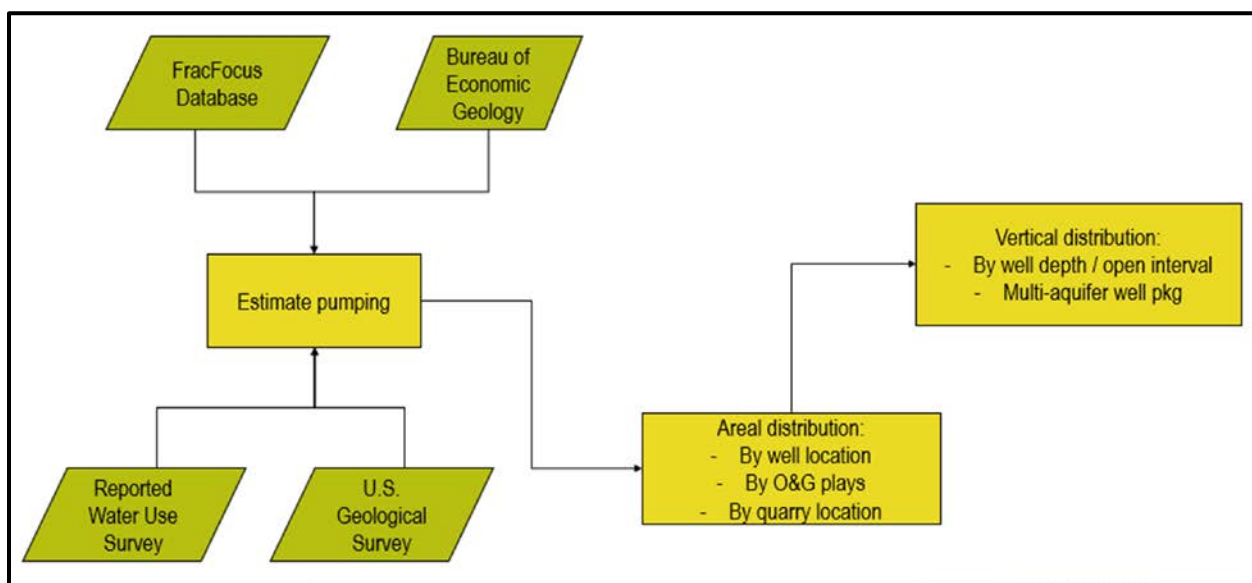 FracFocus
Database
Bureau of
Economic
Geology
Estimate pumping
Reported
Water Use
Survey
U.S.
Geological
Survey
Areal distribution:
- By well location
- By O&G plays
- By quarry location
Vertical distribution:
- By well depth / open interval
- Multi-aquifer well pkg